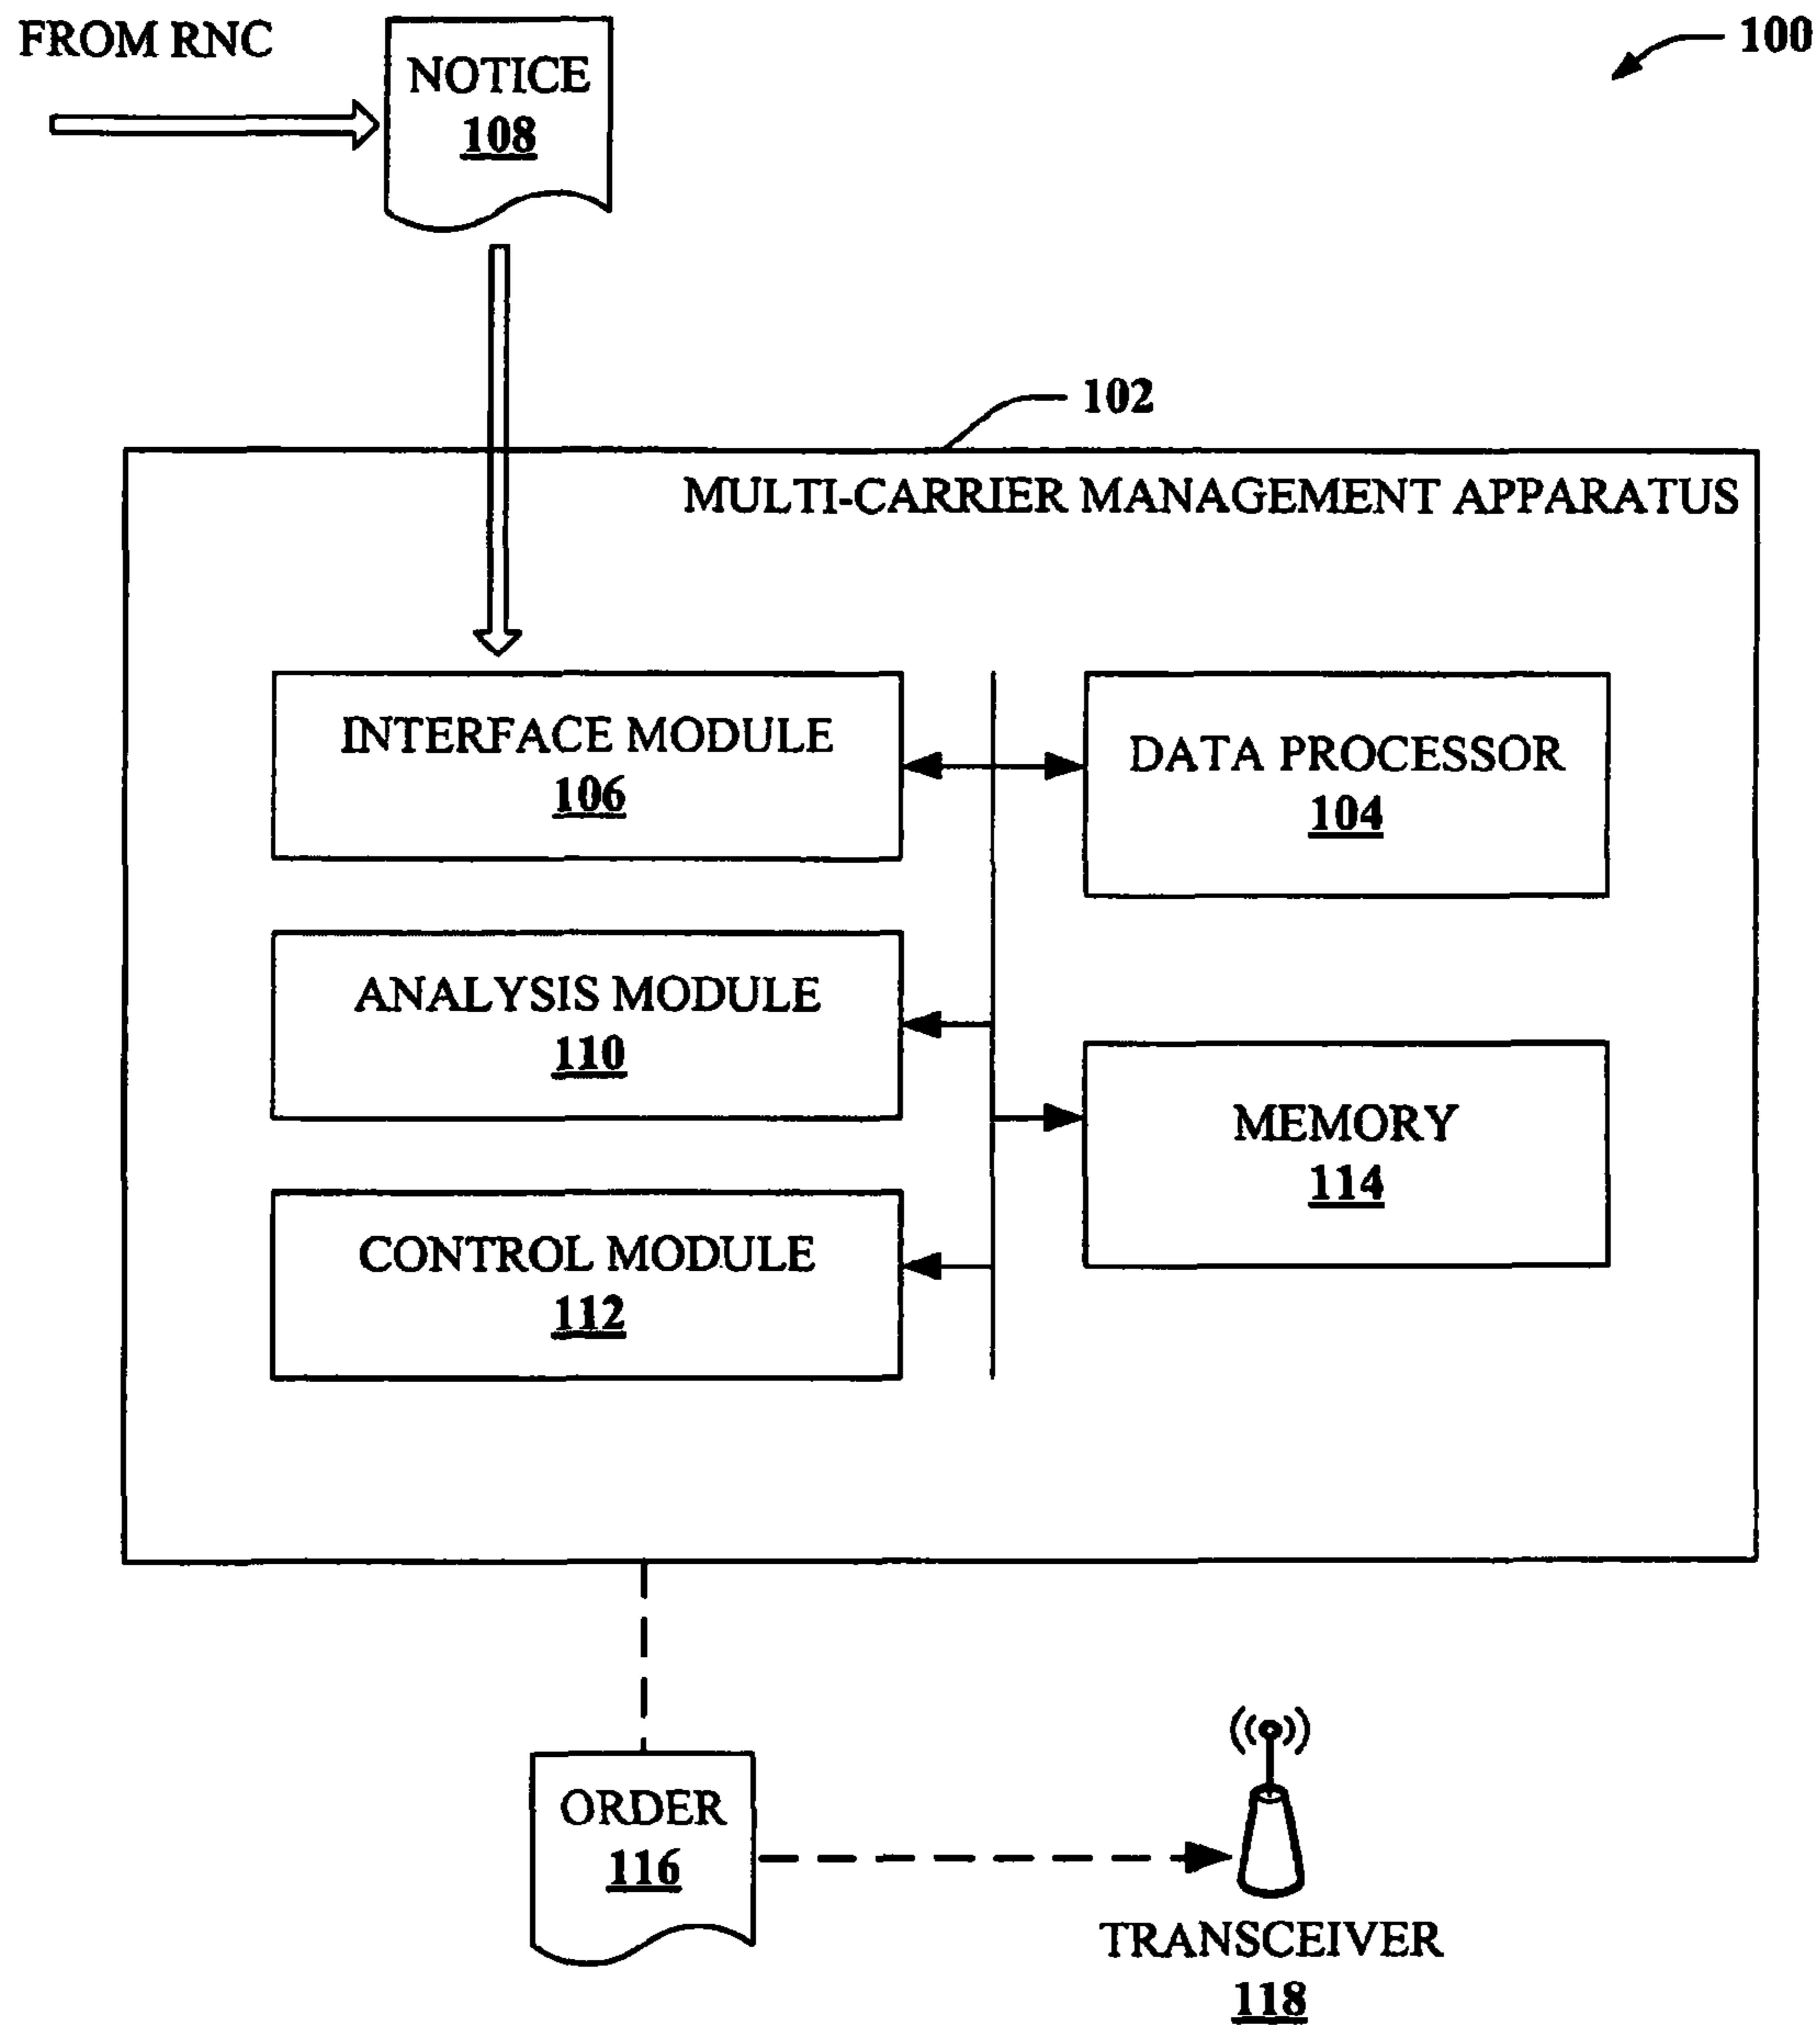 FROM RNC
NOTICE
108
100
102
MULTI-CARRIER MANAGEMENT APPARATUS
INTERFACE MODULE
106
DATA PROCESSOR
104
ANALYSIS MODULE
110
MEMORY
114
CONTROL MODULE
112
ORDER
116
TRANSCEIVER
118